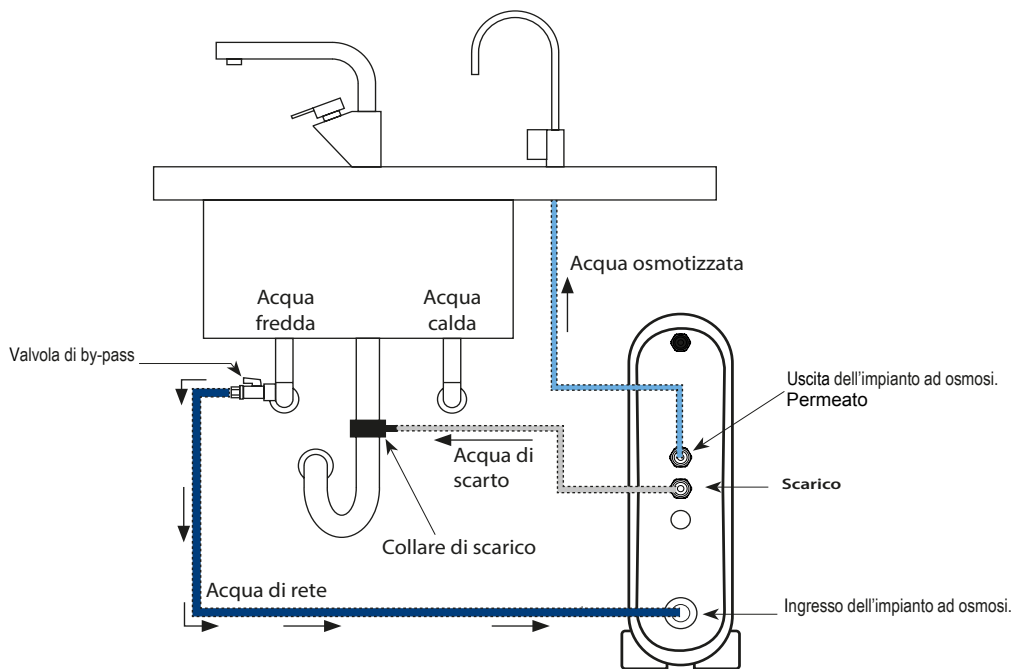 Acqua osmotizzata
Acqua
fredda
Acqua
calda
Valvola di by-pass
Uscita dell'impianto ad osmosi.
Permeato
Acqua di
scarto
Scarico
Collare di scarico
Acqua di rete
Ingresso dell'impianto ad osmosi.